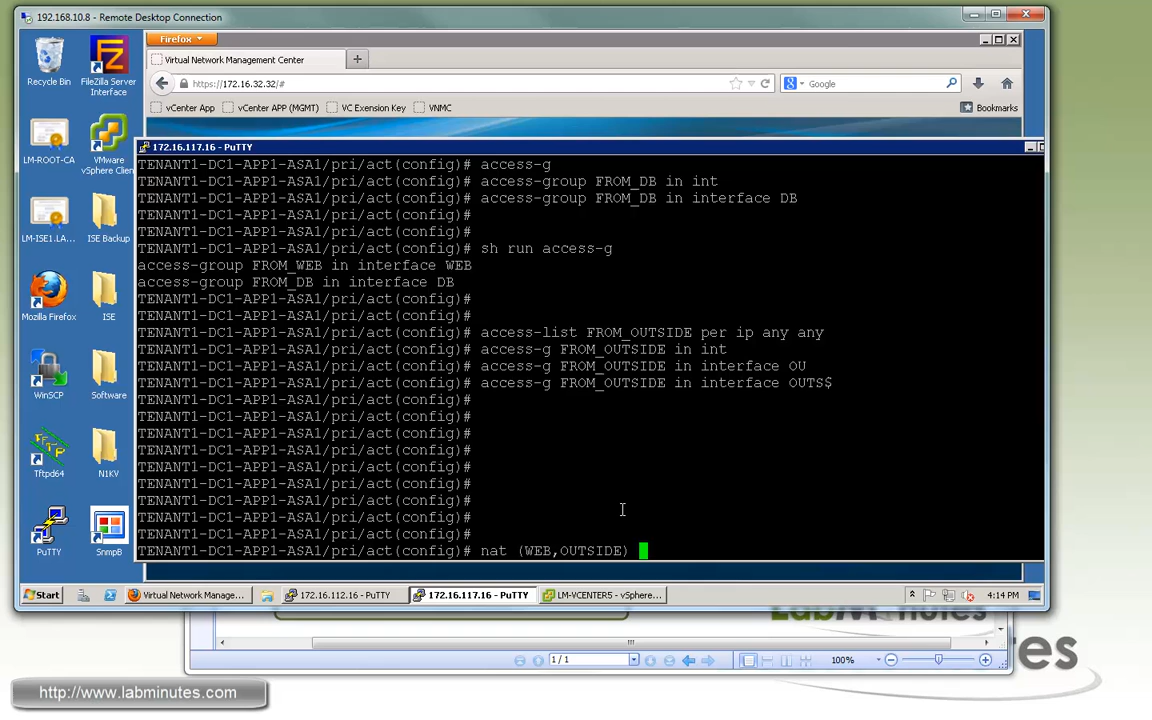 192.168.10.8 - Remote Desktop Connection
Firefox
Virtual Network Management Center
+
https://172.16.32.32/#
Google
vCenter App
vCenter APP (MGMT)
VC Exension Key
VNMC
Bookmarks
Recycle Bin
FileZilla Server Interface
LM-ROOT-CA
VMware vSphere Client
LM-ISE1.LA...
ISE Backup
Mozilla Firefox
ISE
WinSCP
Software
Tftpd64
N1KV
PuTTY
SnmpB
172.16.117.16 - PuTTY
TENANT1-DC1-APP1-ASA1/pri/act(config)# access-g
TENANT1-DC1-APP1-ASA1/pri/act(config)# access-group FROM_DB in int
TENANT1-DC1-APP1-ASA1/pri/act(config)# access-group FROM_DB in interface DB
TENANT1-DC1-APP1-ASA1/pri/act(config)#
TENANT1-DC1-APP1-ASA1/pri/act(config)#
TENANT1-DC1-APP1-ASA1/pri/act(config)# sh run access-g
access-group FROM_WEB in interface WEB
access-group FROM_DB in interface DB
TENANT1-DC1-APP1-ASA1/pri/act(config)#
TENANT1-DC1-APP1-ASA1/pri/act(config)#
TENANT1-DC1-APP1-ASA1/pri/act(config)# access-list FROM_OUTSIDE per ip any any
TENANT1-DC1-APP1-ASA1/pri/act(config)# access-g FROM_OUTSIDE in int
TENANT1-DC1-APP1-ASA1/pri/act(config)# access-g FROM_OUTSIDE in interface OU
TENANT1-DC1-APP1-ASA1/pri/act(config)# access-g FROM_OUTSIDE in interface OUTS$
TENANT1-DC1-APP1-ASA1/pri/act(config)#
TENANT1-DC1-APP1-ASA1/pri/act(config)#
TENANT1-DC1-APP1-ASA1/pri/act(config)#
TENANT1-DC1-APP1-ASA1/pri/act(config)#
TENANT1-DC1-APP1-ASA1/pri/act(config)#
TENANT1-DC1-APP1-ASA1/pri/act(config)#
TENANT1-DC1-APP1-ASA1/pri/act(config)#
TENANT1-DC1-APP1-ASA1/pri/act(config)#
TENANT1-DC1-APP1-ASA1/pri/act(config)#
TENANT1-DC1-APP1-ASA1/pri/act(config)# nat (WEB,OUTSIDE)
Start
Virtual Network Manage...
172.16.112.16 - PuTTY
172.16.117.16 - PuTTY
LM-VCENTER5 - vSphere...
4:14 PM
1 / 1
100%
http://www.labminutes.com